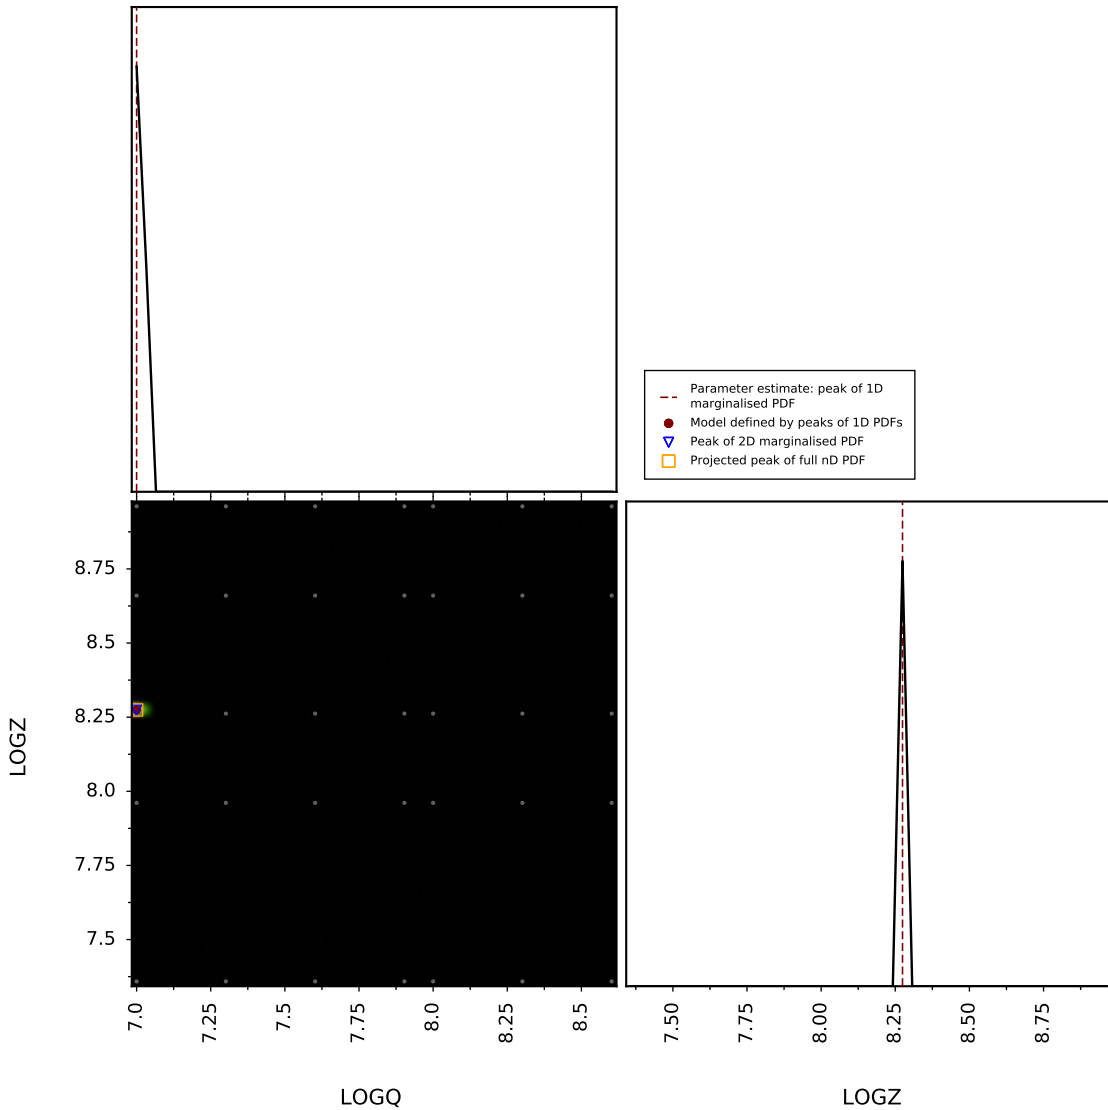 Parameter estimate: peak of 1D
marginalised PDF
Model defined by peaks of 1D PDFs
Peak of 2D marginalised PDF
Projected peak of full nD PDF
8.75
8.5
8.25
8.0
7.75
7.5
LOGZ
7.0
7.25
7.5
7.75
8.0
8.25
8.5
LOGQ
7.50
7.75
8.00
8.25
8.50
8.75
LOGZ